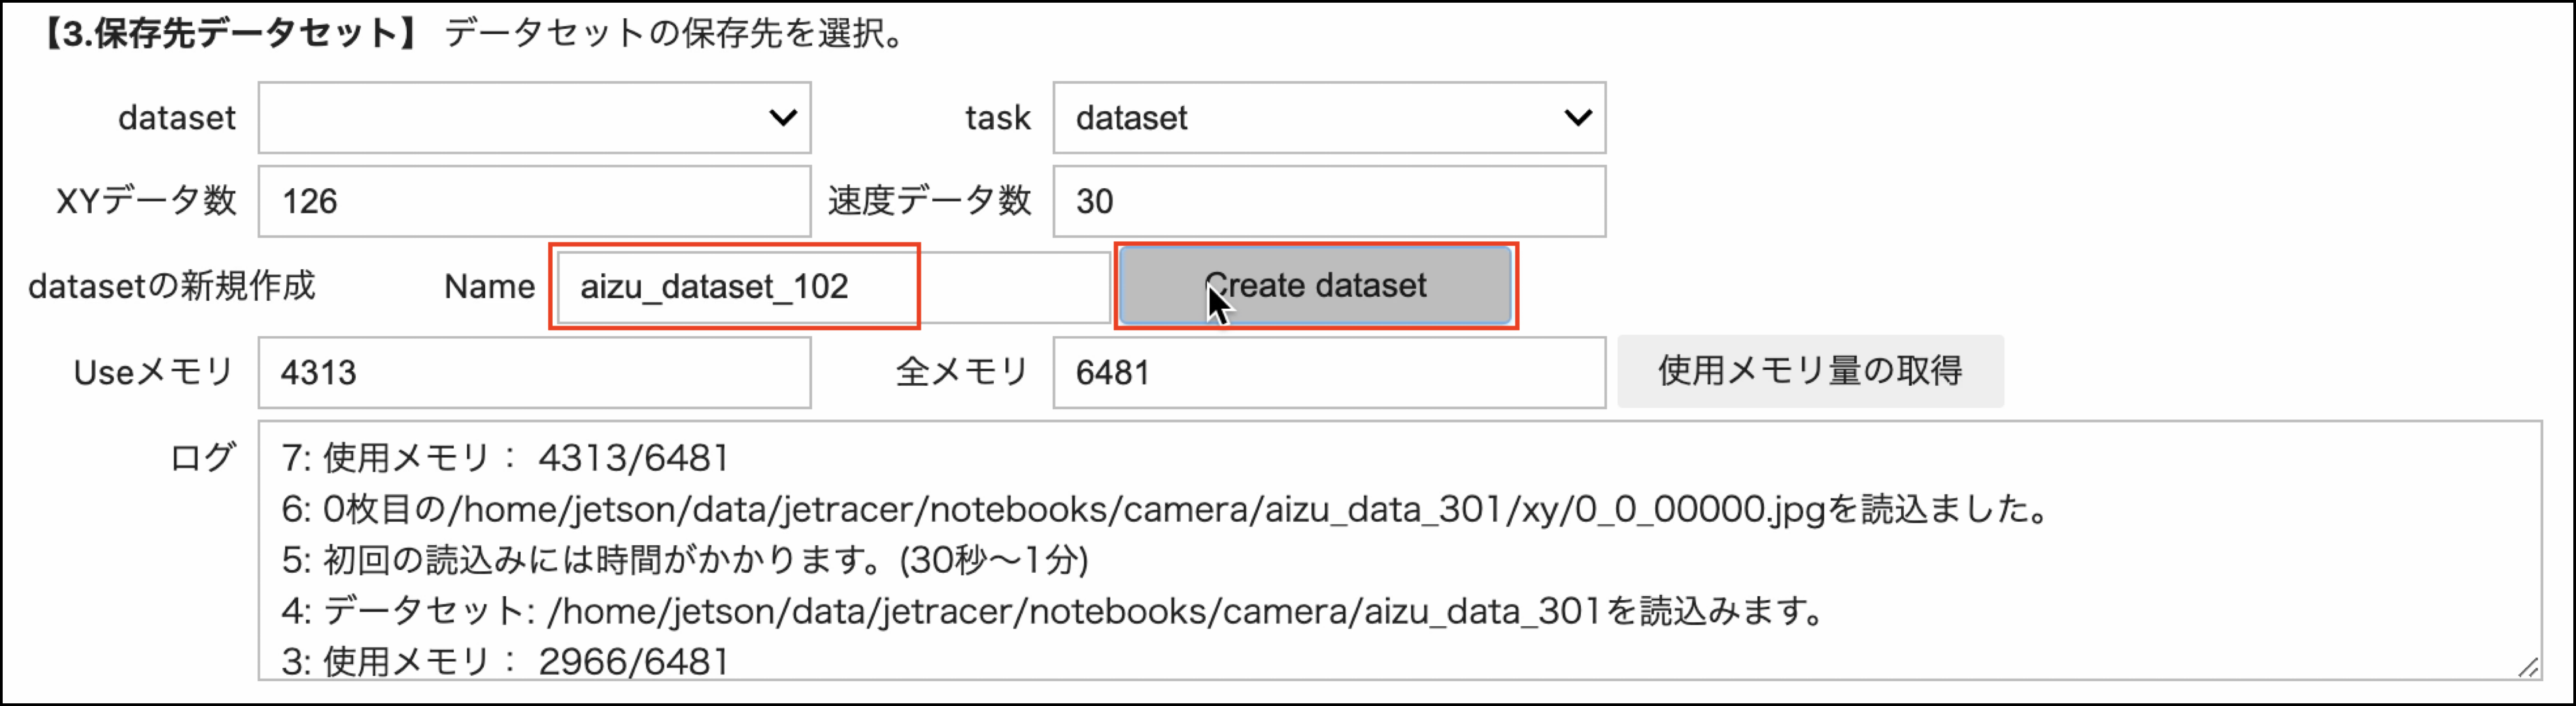 【3.保存先データセット】 データセットの保存先を選択。
dataset task dataset
XYデータ数 126 速度データ数 30
datasetの新規作成 Name aizu_dataset_102 Create dataset
Useメモリ 4313 全メモリ 6481 使用メモリ量の取得
ログ 7: 使用メモリ： 4313/6481
6: 0枚目の/home/jetson/data/jetracer/notebooks/camera/aizu_data_301/xy/0_0_00000.jpgを読込ました。
5: 初回の読込みには時間がかかります。(30秒〜1分)
4: データセット: /home/jetson/data/jetracer/notebooks/camera/aizu_data_301を読込みます。
3: 使用メモリ： 2966/6481